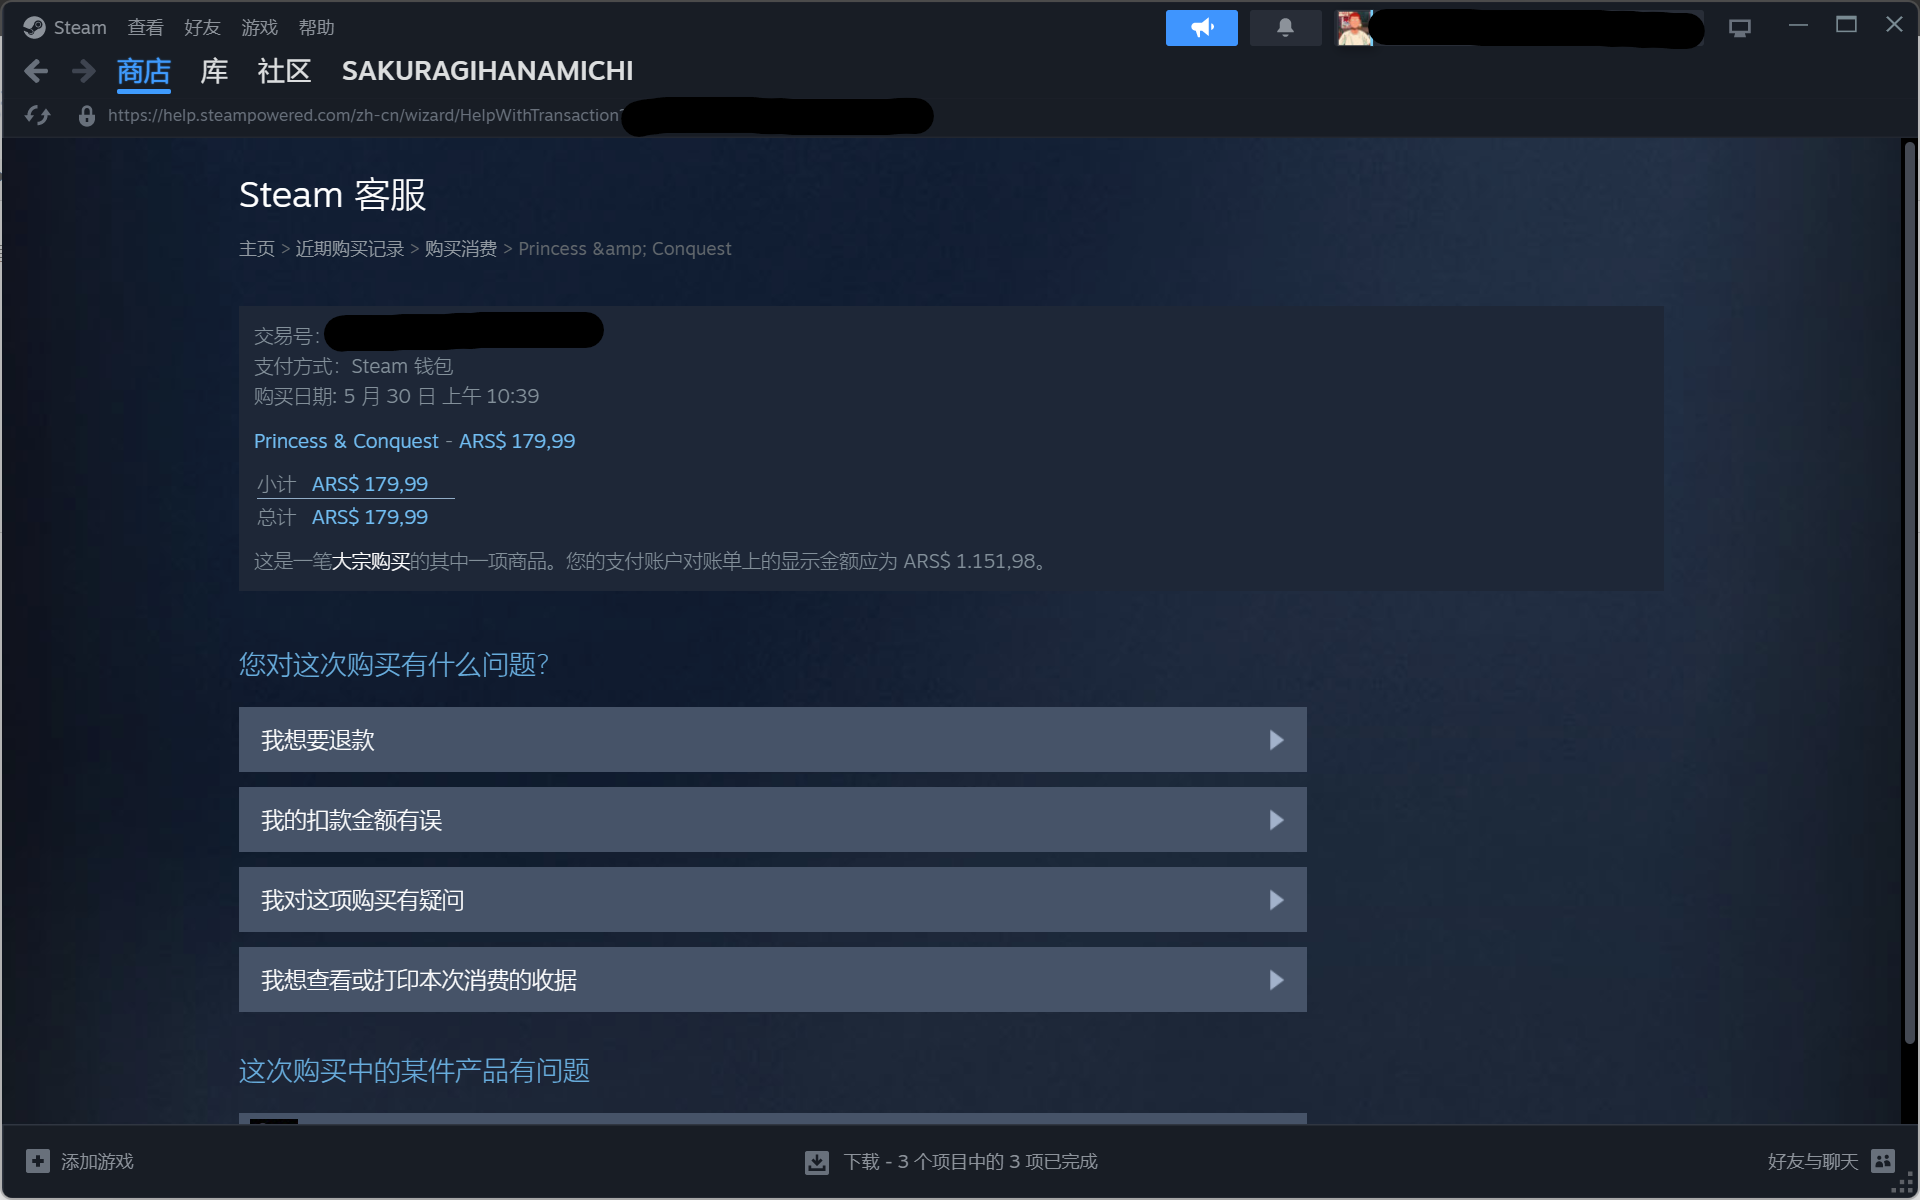 Steam 查看 好友 游戏 帮助
商店 库 社区 SAKURAGIHANAMICHI
https://help.steampowered.com/zh-cn/wizard/HelpWithTransaction?
Steam 客服
主页 > 近期购买记录 > 购买消费 > Princess &amp; Conquest
交易号:
支付方式: Steam 钱包
购买日期: 5 月 30 日 上午 10:39
Princess & Conquest - ARS$ 179,99
小计 ARS$ 179,99
总计 ARS$ 179,99
这是一笔大宗购买的其中一项商品。您的支付账户对账单上的显示金额应为 ARS$ 1.151,98。
您对这次购买有什么问题?
我想要退款
我的扣款金额有误
我对这项购买有疑问
我想查看或打印本次消费的收据
这次购买中的某件产品有问题
添加游戏
下载 - 3 个项目中的 3 项已完成
好友与聊天